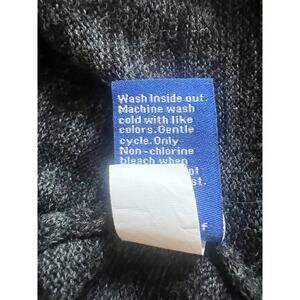 Wash Inside out.
Machine wash
cold with like
colors.Gentle
cycle.Only
Non-chlorine
bleach when